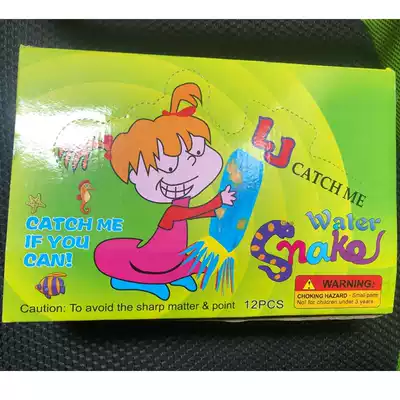 CATCH ME
Water
Snake
CATCH ME
IF YOU
CAN!
WARNING:
CHOKING HAZARD - Small parts
Not for children under 3 years
Caution: To avoid the sharp matter & point 12PCS